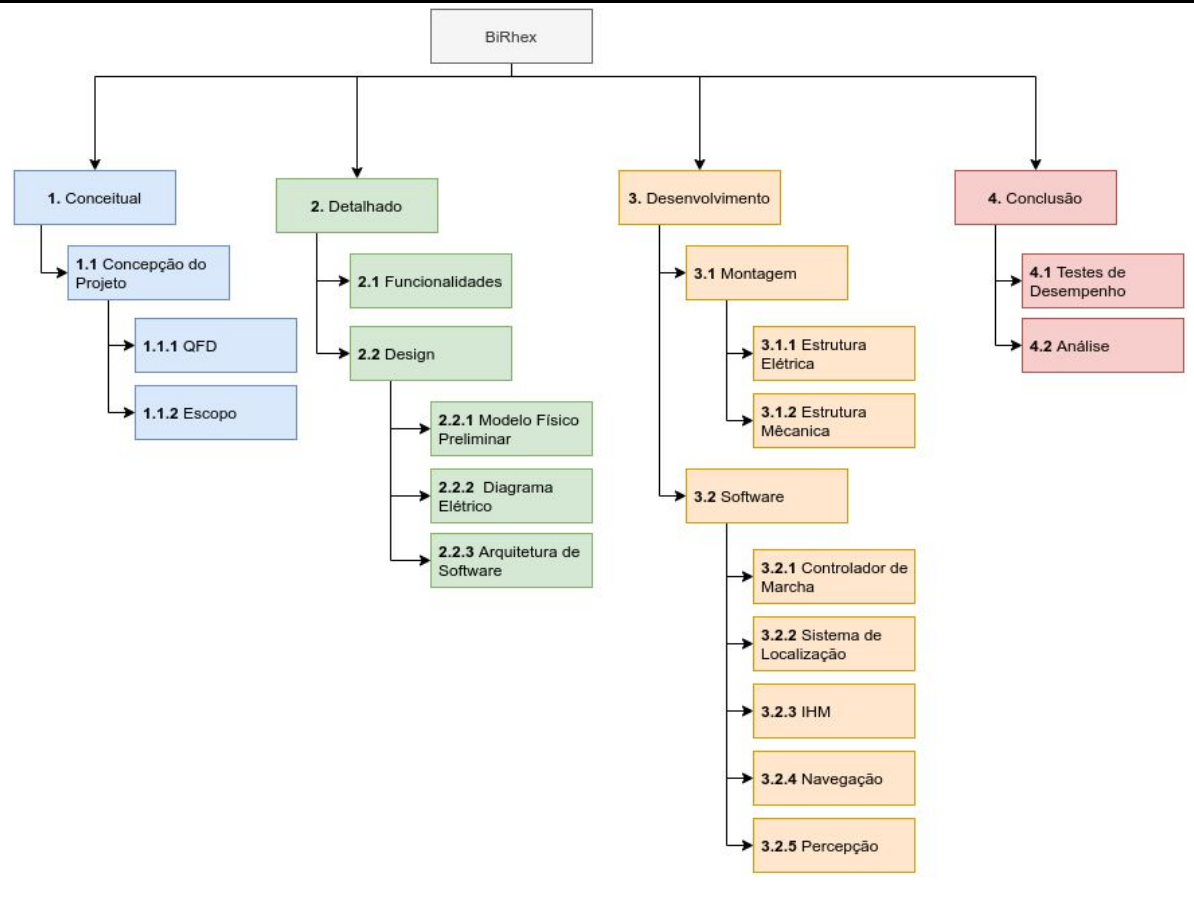 BiRhex
1. Conceitual
1.1 Concepção do
Projeto
1.1.1 QFD
1.1.2 Escopo
2. Detalhado
2.1 Funcionalidades
2.2 Design
2.2.1 Modelo Físico
Preliminar
2.2.2 Diagrama
Elétrico
2.2.3 Arquitetura de
Software
3. Desenvolvimento
3.1 Montagem
3.1.1 Estrutura
Elétrica
3.1.2 Estrutura
Mêcanica
3.2 Software
3.2.1 Controlador de
Marcha
3.2.2 Sistema de
Localização
3.2.3 IHM
3.2.4 Navegação
3.2.5 Percepção
4. Conclusão
4.1 Testes de
Desempenho
4.2 Análise